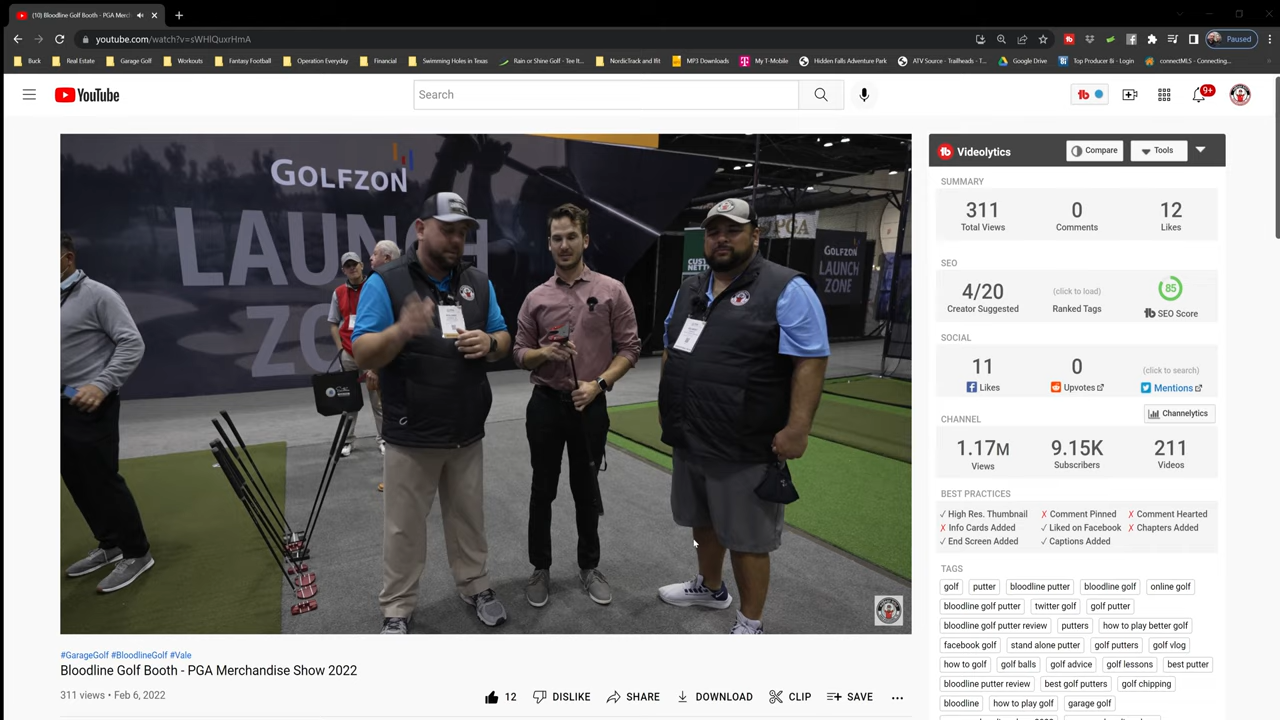 (10) Bloodline Golf Booth - PGA Merch
youtube.com/watch?v=sWHlQuxrHmA
Paused
Buck
Real Estate
Garage Golf
Workouts
Fantasy Football
Operation Everyday
Financial
Swimming Holes in Texas
Rain or Shine Golf - Tee It...
NordicTrack and Ifit
MP3 Downloads
My T-Mobile
Hidden Falls Adventure Park
ATV Source - Trailheads - T...
Google Drive
Top Producer Bi - Login
connectMLS - Connecting...
YouTube
Search
9+
GOLFZON
LAUNCH
ZO
PGA
CUST
NETT
GOLFZON
LAUNCH
ZONE
Videolytics
Compare
Tools
SUMMARY
311 0 12
Total Views Comments Likes
SEO
4/20 (click to load) 85
Creator Suggested Ranked Tags SEO Score
SOCIAL
11 0 (click to search)
Likes Upvotes Mentions
CHANNEL Channelytics
1.17M 9.15K 211
Views Subscribers Videos
BEST PRACTICES
✓ High Res. Thumbnail ✗ Comment Pinned ✗ Comment Hearted
✗ Info Cards Added ✓ Liked on Facebook ✗ Chapters Added
✓ End Screen Added ✓ Captions Added
TAGS
golf putter bloodline putter bloodline golf online golf
bloodline golf putter twitter golf golf putter
bloodline golf putter review putters how to play better golf
facebook golf stand alone putter golf putters golf vlog
how to golf golf balls golf advice golf lessons best putter
bloodline putter review best golf putters golf chipping
bloodline how to play golf garage golf
#GarageGolf #BloodlineGolf #Vale
Bloodline Golf Booth - PGA Merchandise Show 2022
311 views • Feb 6, 2022
12 DISLIKE SHARE DOWNLOAD CLIP SAVE